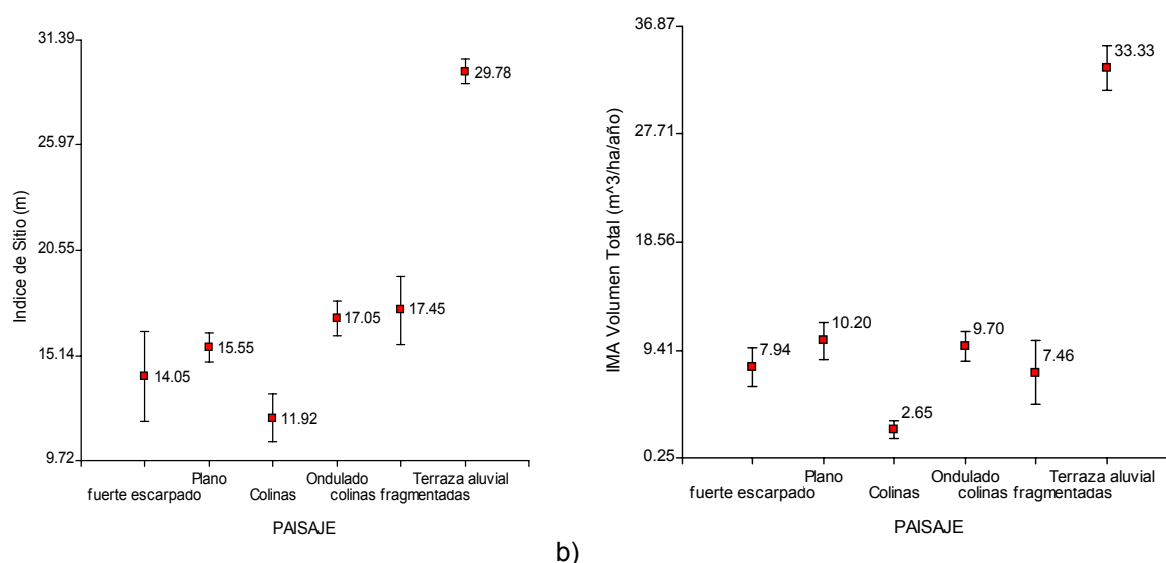 31.39
25.97
20.55
15.14
9.72
Indice de Sitio (m)
14.05
15.55
11.92
17.05
17.45
29.78
fuerte escarpado
Plano
Colinas
Ondulado
colinas fragmentadas
Terraza aluvial
PAISAJE
b)
36.87
27.71
18.56
9.41
0.25
IMA Volumen Total (m^3/ha/año)
7.94
10.20
2.65
9.70
7.46
33.33
fuerte escarpado
Plano
Colinas
Ondulado
colinas fragmentadas
Terraza aluvial
PAISAJE